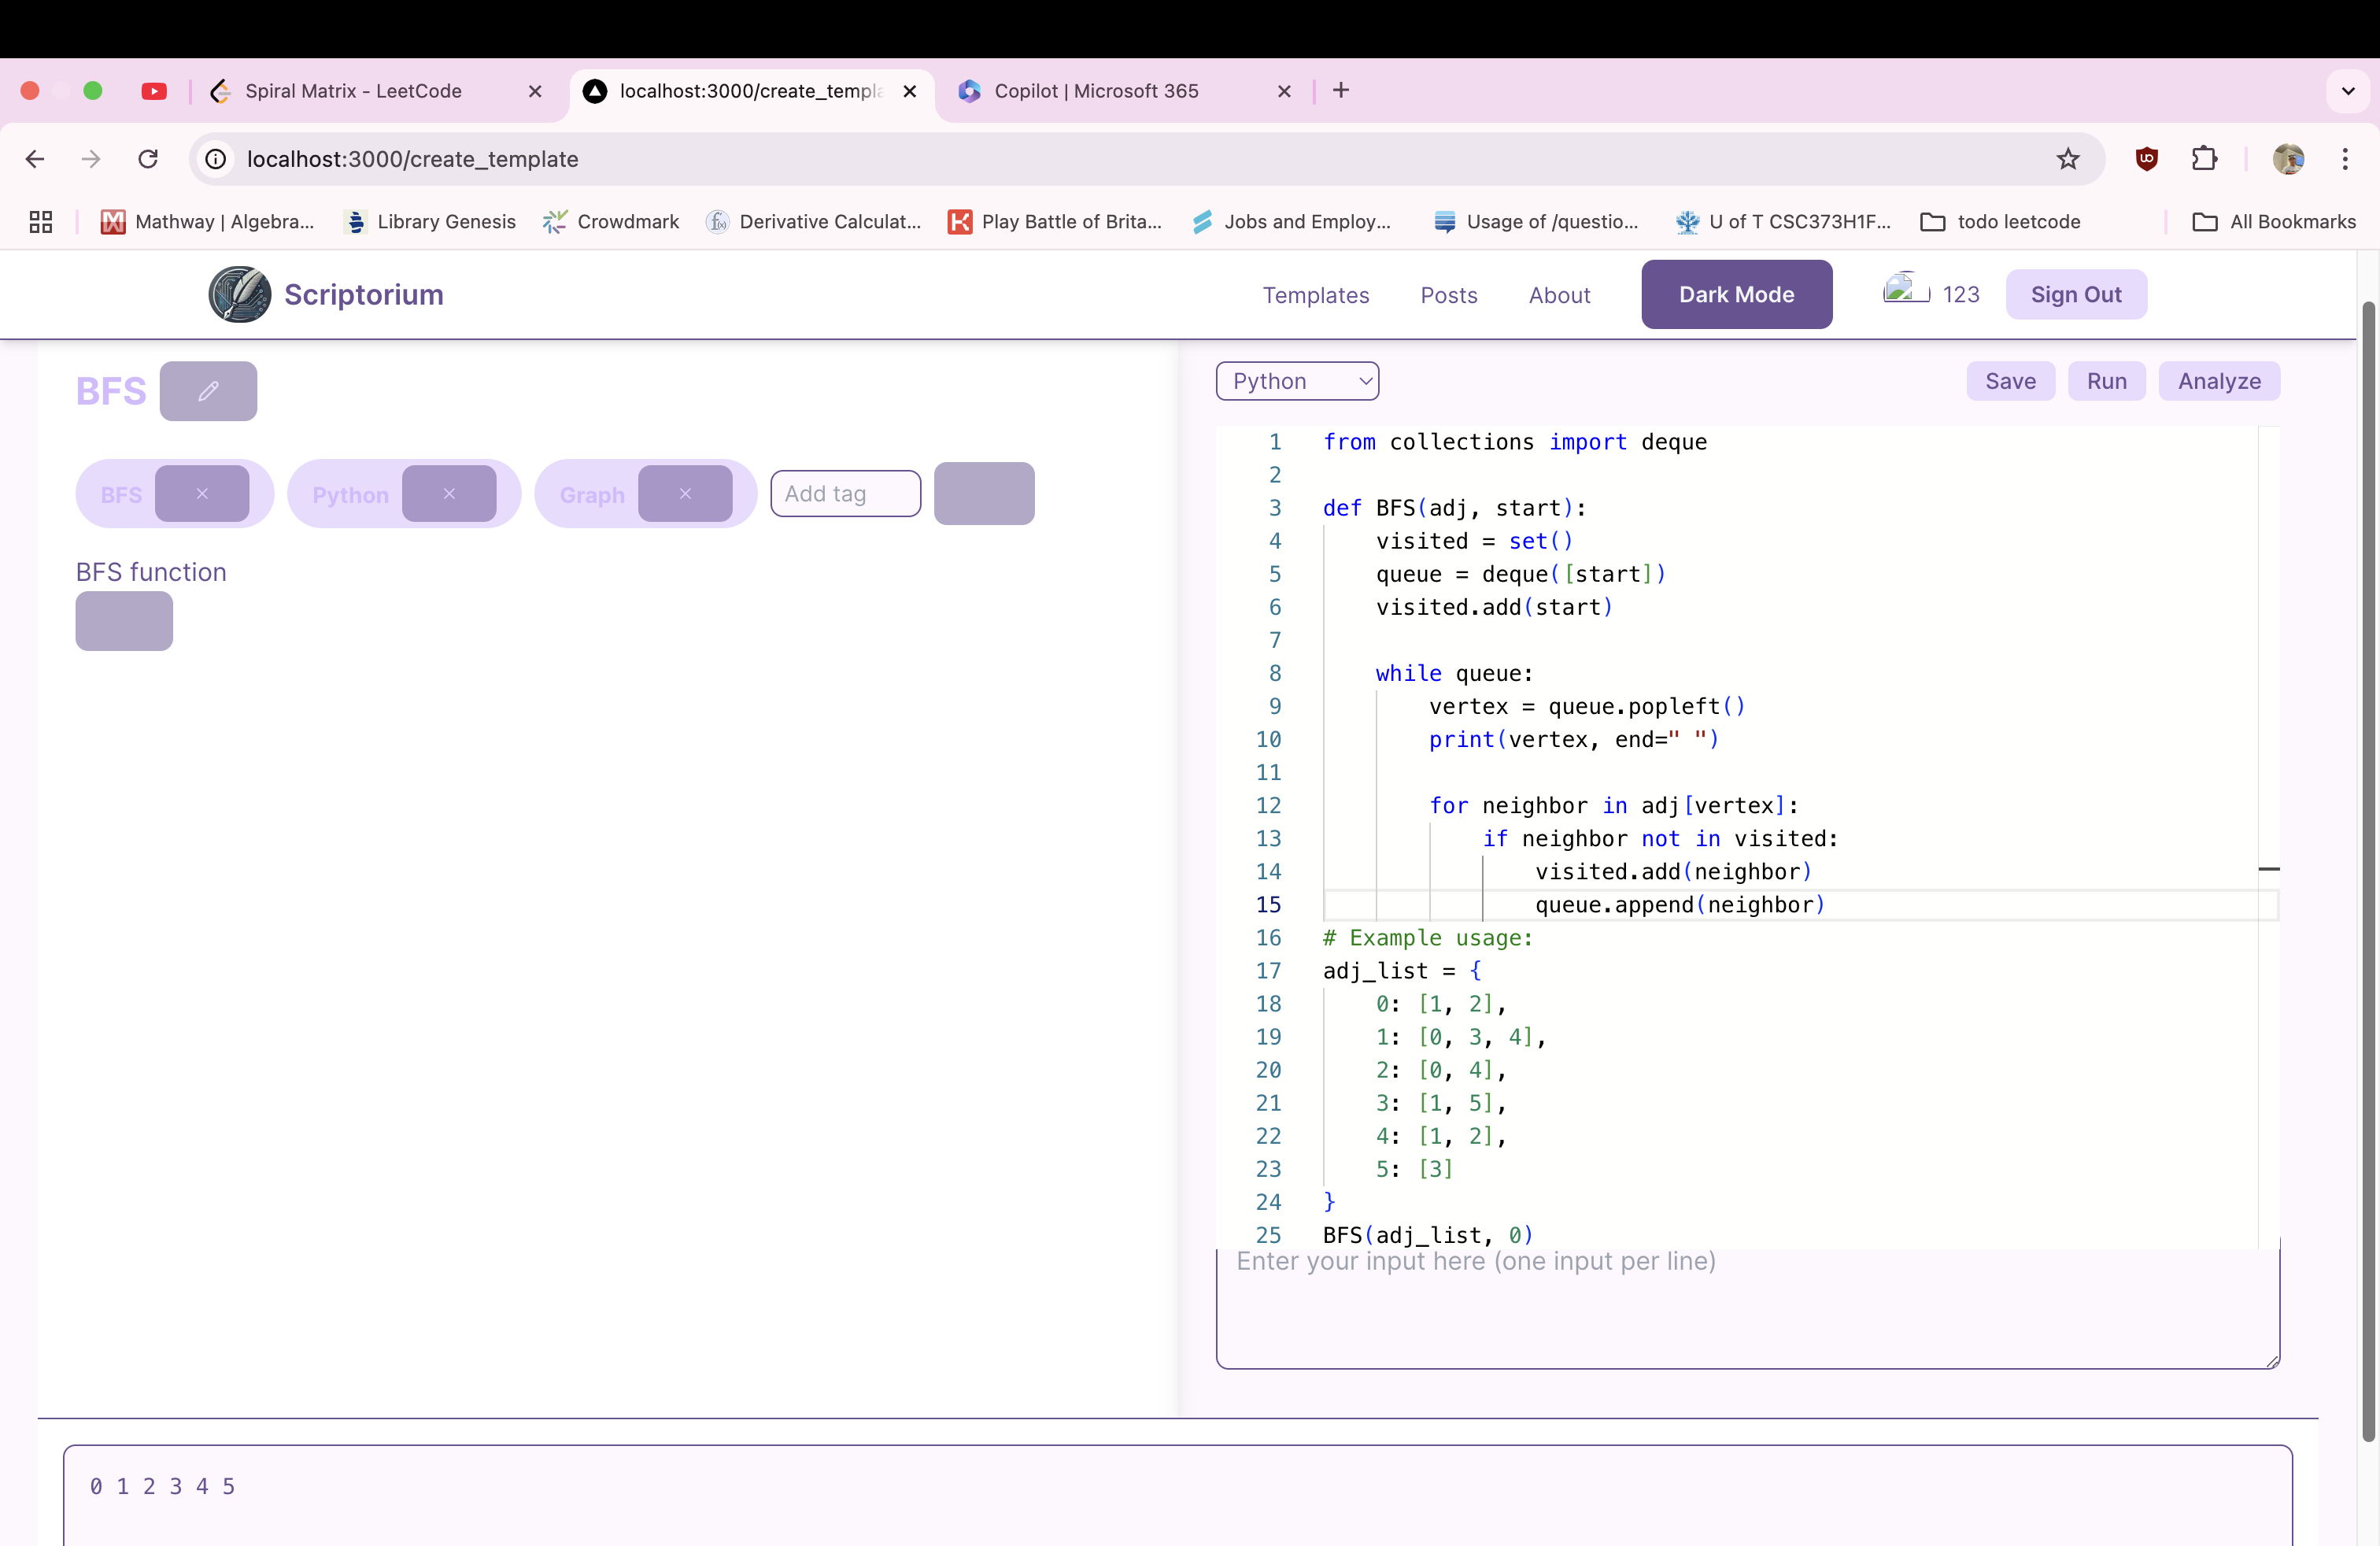 Spiral Matrix - LeetCode
localhost:3000/create_templa
Copilot | Microsoft 365
localhost:3000/create_template
Mathway | Algebra...
Library Genesis
Crowdmark
Derivative Calculat...
Play Battle of Brita...
Jobs and Employ...
Usage of /questio...
U of T CSC373H1F...
todo leetcode
All Bookmarks
Scriptorium
Templates
Posts
About
Dark Mode
123
Sign Out
BFS
BFS
Python
Graph
Add tag
BFS function
Python
Save
Run
Analyze
1 from collections import deque
2
3 def BFS(adj, start):
4     visited = set()
5     queue = deque([start])
6     visited.add(start)
7
8     while queue:
9         vertex = queue.popleft()
10         print(vertex, end=" ")
11
12         for neighbor in adj[vertex]:
13             if neighbor not in visited:
14                 visited.add(neighbor)
15                 queue.append(neighbor)
16 # Example usage:
17 adj_list = {
18     0: [1, 2],
19     1: [0, 3, 4],
20     2: [0, 4],
21     3: [1, 5],
22     4: [1, 2],
23     5: [3]
24 }
25 BFS(adj_list, 0)
Enter your input here (one input per line)
0 1 2 3 4 5